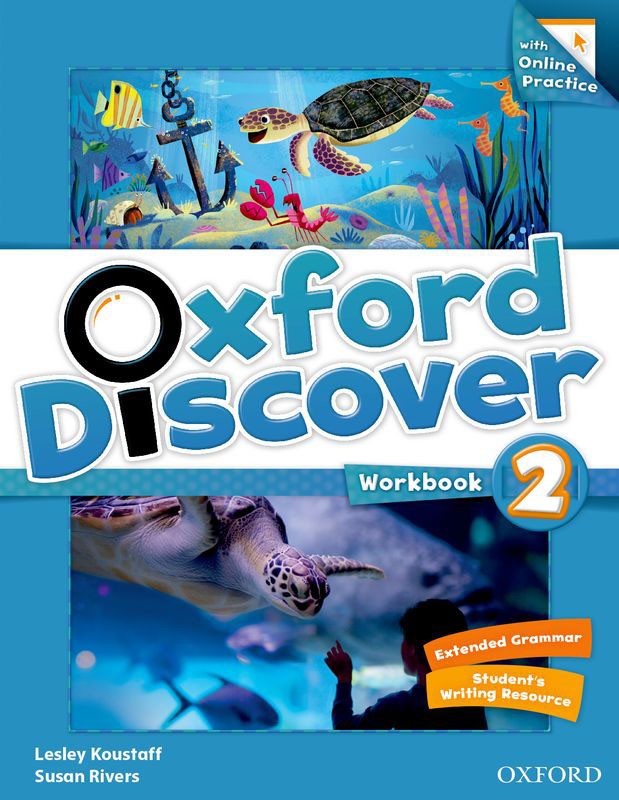 with
Online
Practice
Oxford
Discover
Workbook 2
Extended Grammar
Student's
Writing Resource
Lesley Koustaff
Susan Rivers
OXFORD